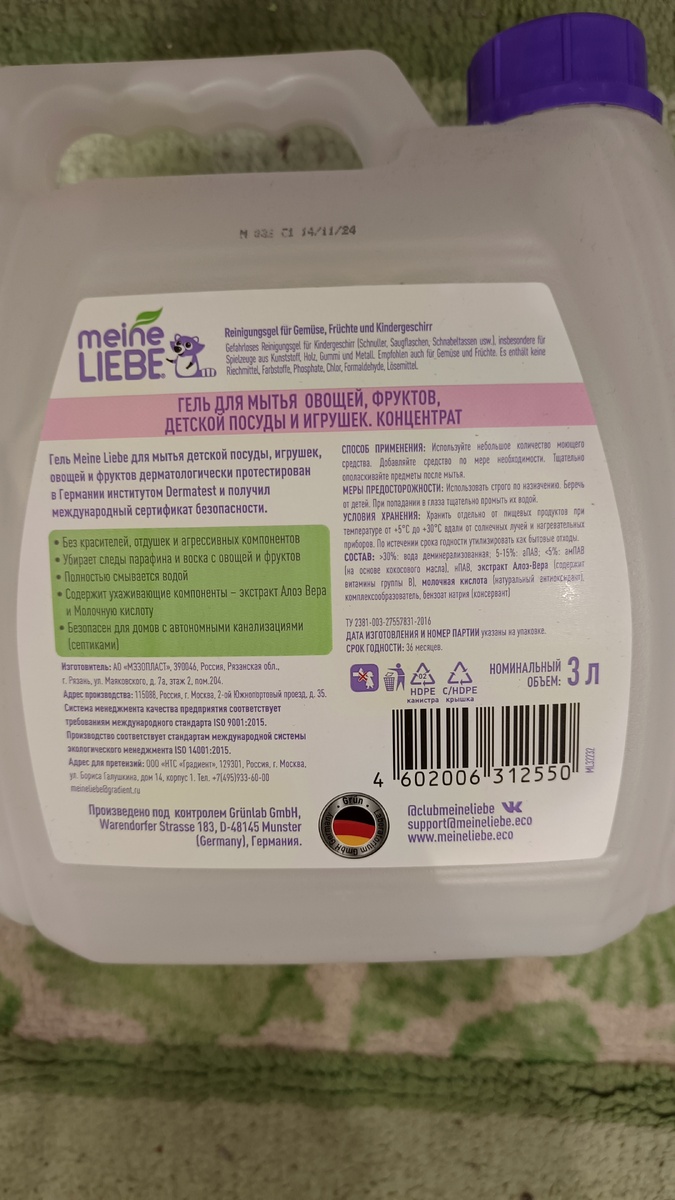 14/11/24
meine
LIEBE
Reinigungsgel für Gemüse, Früchte und Kindergeschirr
Gefahrloses Reinigungsgel für Kindergeschirr (Schnuller, Saugflaschen, Schnabeltassen usw.), insbesondere für
Spielzeuge aus Kunststoff, Holz, Gummi und Metall. Empfohlen auch für Gemüse und Früchte. Es enthält keine
Riechmittel, Farbstoffe, Phosphate, Chlor, Formaldehyde, Lösemittel.
ГЕЛЬ ДЛЯ МЫТЬЯ ОВОЩЕЙ, ФРУКТОВ,
ДЕТСКОЙ ПОСУДЫ И ИГРУШЕК. КОНЦЕНТРАТ
Гель Meine Liebe для мытья детской посуды, игрушек,
овощей и фруктов дерматологически протестирован
в Германии институтом Dermatest и получил
международный сертификат безопасности.
• Без красителей, отдушек и агрессивных компонентов
• Убирает следы парафина и воска с овощей и фруктов
• Полностью смывается водой
• Содержит ухаживающие компоненты – экстракт Алоэ Вера
и Молочную кислоту
• Безопасен для домов с автономными канализациями
(септиками)
Изготовитель: АО «МЭЗОПЛАСТ», 390046, Россия, Рязанская обл.,
г. Рязань, ул. Маяковского, д. 7а, этаж 2, пом.204.
Адрес производства: 115088, Россия, г. Москва, 2-ой Южнопортовый проезд, д. 35.
Система менеджмента качества предприятия соответствует
требованиям международного стандарта ISO 9001:2015.
Производство соответствует стандартам международной системы
экологического менеджмента ISO 14001:2015.
Адрес для претензий: ООО «НТС «Градиент», 129301, Россия, г. Москва,
ул. Бориса Галушкина, дом 14, корпус 1. Тел. +7(495)933-60-00
meineliebe@gradient.ru
Произведено под контролем Grünlab GmbH,
Warendorfer Strasse 183, D-48145 Munster
(Germany), Германия.
СПОСОБ ПРИМЕНЕНИЯ: Используйте небольшое количество моющего
средства. Добавляйте средство по мере необходимости. Тщательно
ополаскивайте предметы после мытья.
МЕРЫ ПРЕДОСТОРОЖНОСТИ: Использовать строго по назначению. Беречь
от детей. При попадании в глаза тщательно промыть их водой.
УСЛОВИЯ ХРАНЕНИЯ: Хранить отдельно от пищевых продуктов при
температуре от +5°С до +30°С вдали от солнечных лучей и нагревательных
приборов. По истечении срока годности утилизировать как бытовые отходы.
СОСТАВ: >30%: вода деминерализованная; 5-15%: аПАВ; <5%: амПАВ
(на основе кокосового масла), нПАВ, экстракт Алоэ-Вера (содержит
витамины группы В), молочная кислота (натуральный антиоксидант),
комплексообразователь, бензоат натрия (консервант)
ТУ 2381-003-27557831-2016
ДАТА ИЗГОТОВЛЕНИЯ И НОМЕР ПАРТИИ указаны на упаковке.
СРОК ГОДНОСТИ: 36 месяцев.
02
HDPE
канистра
C/HDPE
крышка
НОМИНАЛЬНЫЙ
ОБЪЕМ: 3 л
4 602006 312550
ML32232
Grün Laboratorium GmbH Germany
@clubmeineliebe
support@meineliebe.eco
www.meineliebe.eco